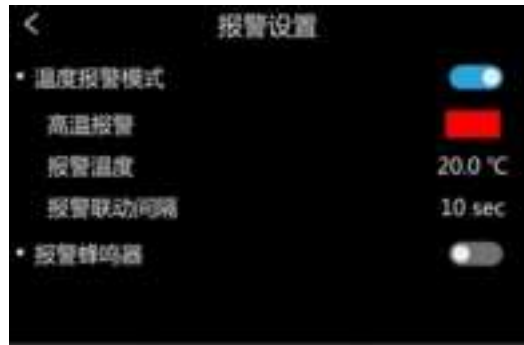 报警设置
温度报警模式
高温报警
报警温度 20.0 ℃
报警联动间隔 10 sec
报警蜂鸣器